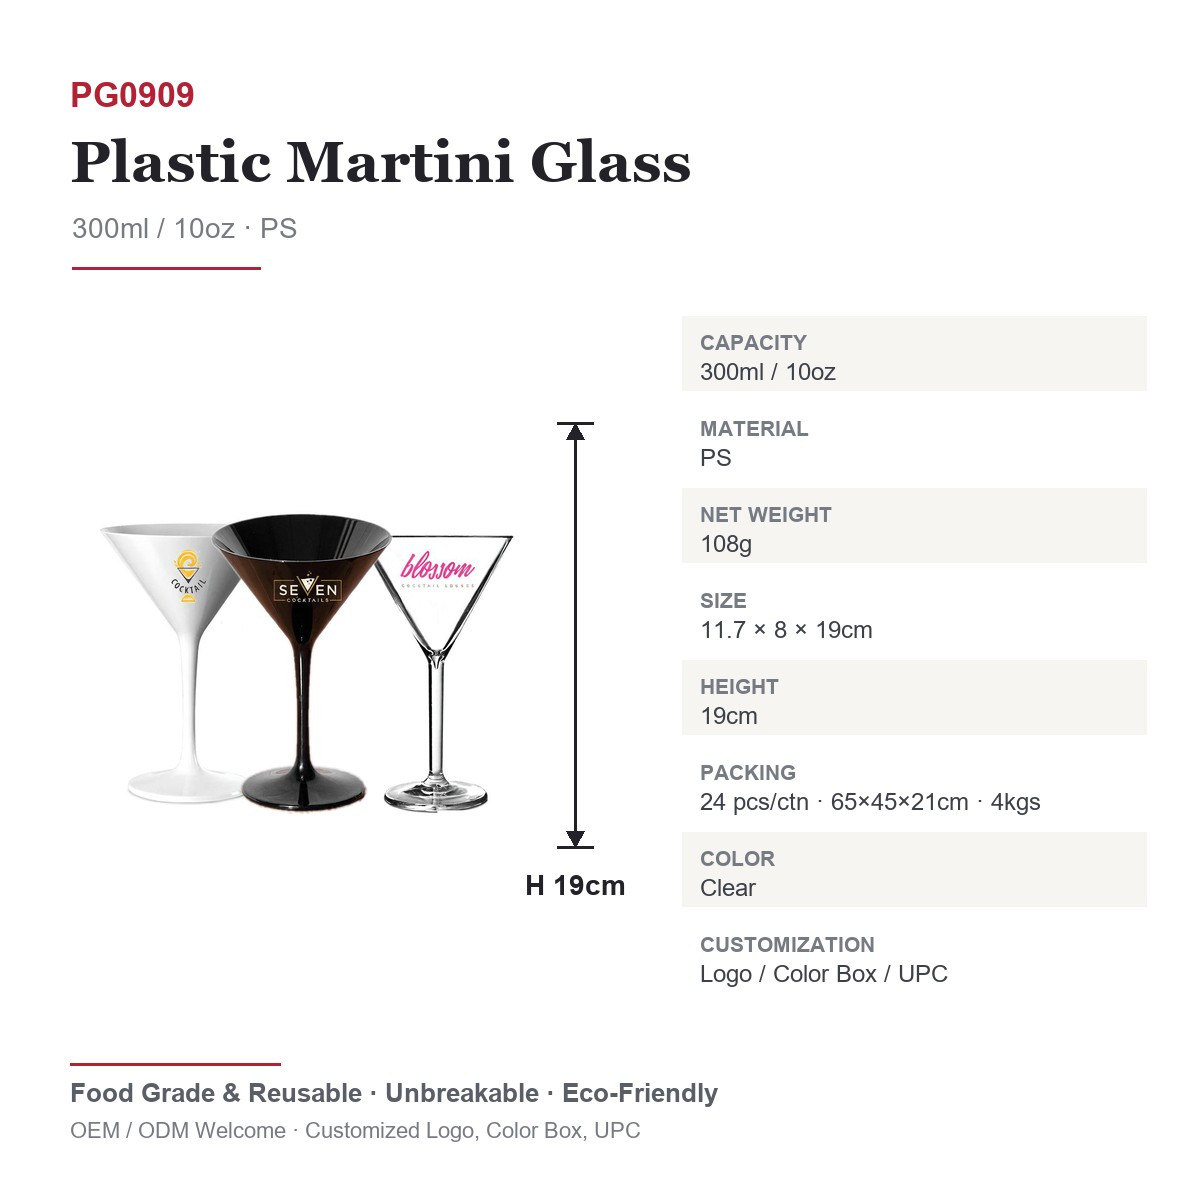 PG0909
Plastic Martini Glass
300ml / 10oz · PS
CAPACITY
300ml / 10oz
MATERIAL
PS
NET WEIGHT
108g
SIZE
11.7 × 8 × 19cm
HEIGHT
19cm
PACKING
24 pcs/ctn · 65×45×21cm · 4kgs
COLOR
Clear
CUSTOMIZATION
Logo / Color Box / UPC
COCKTAIL
SEVEN
COCKTAILS
blossom
COCKTAIL LOUNGE
H 19cm
Food Grade & Reusable · Unbreakable · Eco-Friendly
OEM / ODM Welcome · Customized Logo, Color Box, UPC